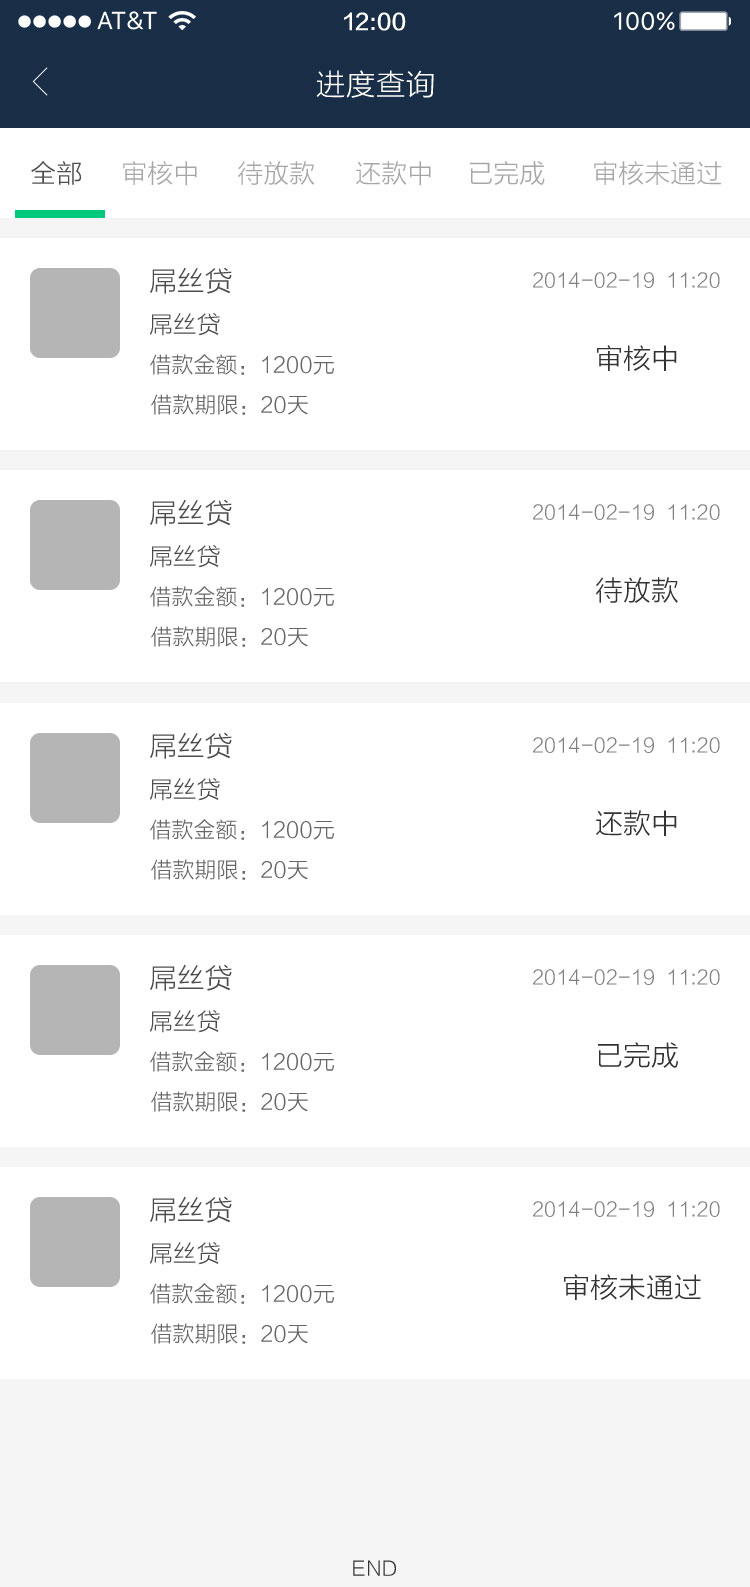 AT&T 12:00 100%
进度查询
全部 审核中 待放款 还款中 已完成 审核未通过
屌丝贷 2014-02-19 11:20
屌丝贷
审核中
借款金额：1200元
借款期限：20天
屌丝贷 2014-02-19 11:20
屌丝贷
待放款
借款金额：1200元
借款期限：20天
屌丝贷 2014-02-19 11:20
屌丝贷
还款中
借款金额：1200元
借款期限：20天
屌丝贷 2014-02-19 11:20
屌丝贷
已完成
借款金额：1200元
借款期限：20天
屌丝贷 2014-02-19 11:20
屌丝贷
审核未通过
借款金额：1200元
借款期限：20天
END